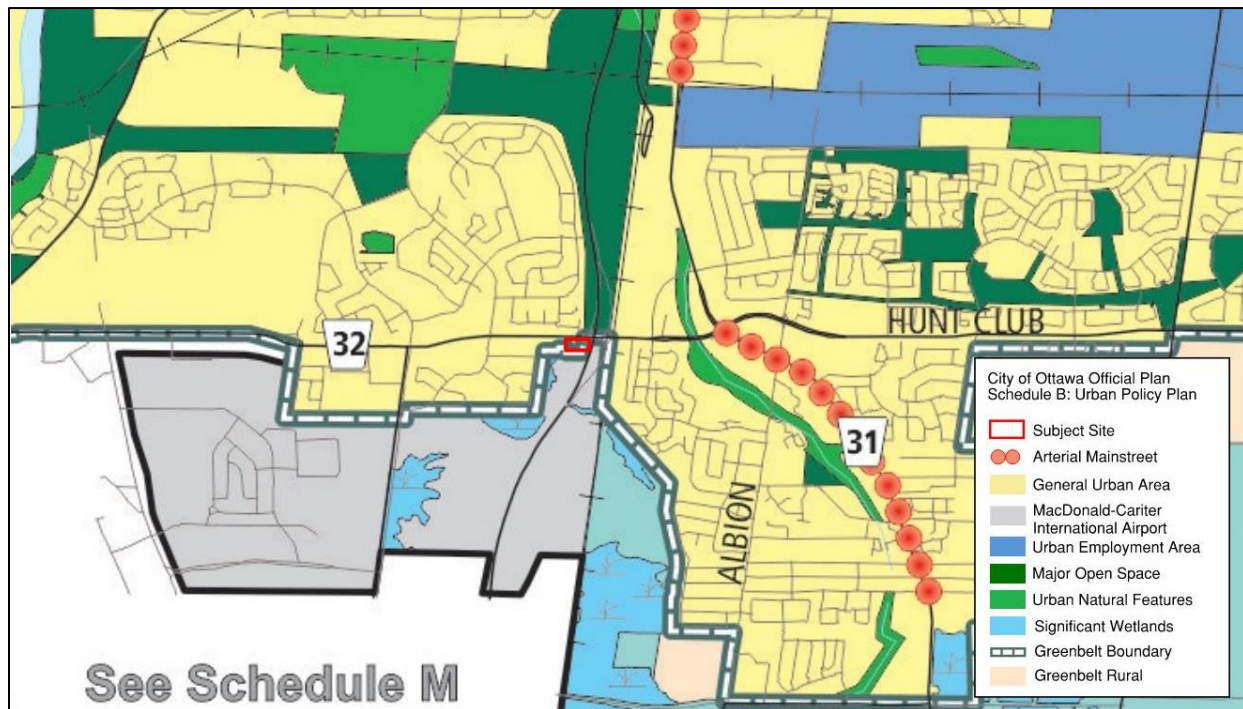 HUNT CLUB
32
31
ALBION
See Schedule M
City of Ottawa Official Plan
Schedule B: Urban Policy Plan
Subject Site
Arterial Mainstreet
General Urban Area
MacDonald-Cariter
International Airport
Urban Employment Area
Major Open Space
Urban Natural Features
Significant Wetlands
Greenbelt Boundary
Greenbelt Rural